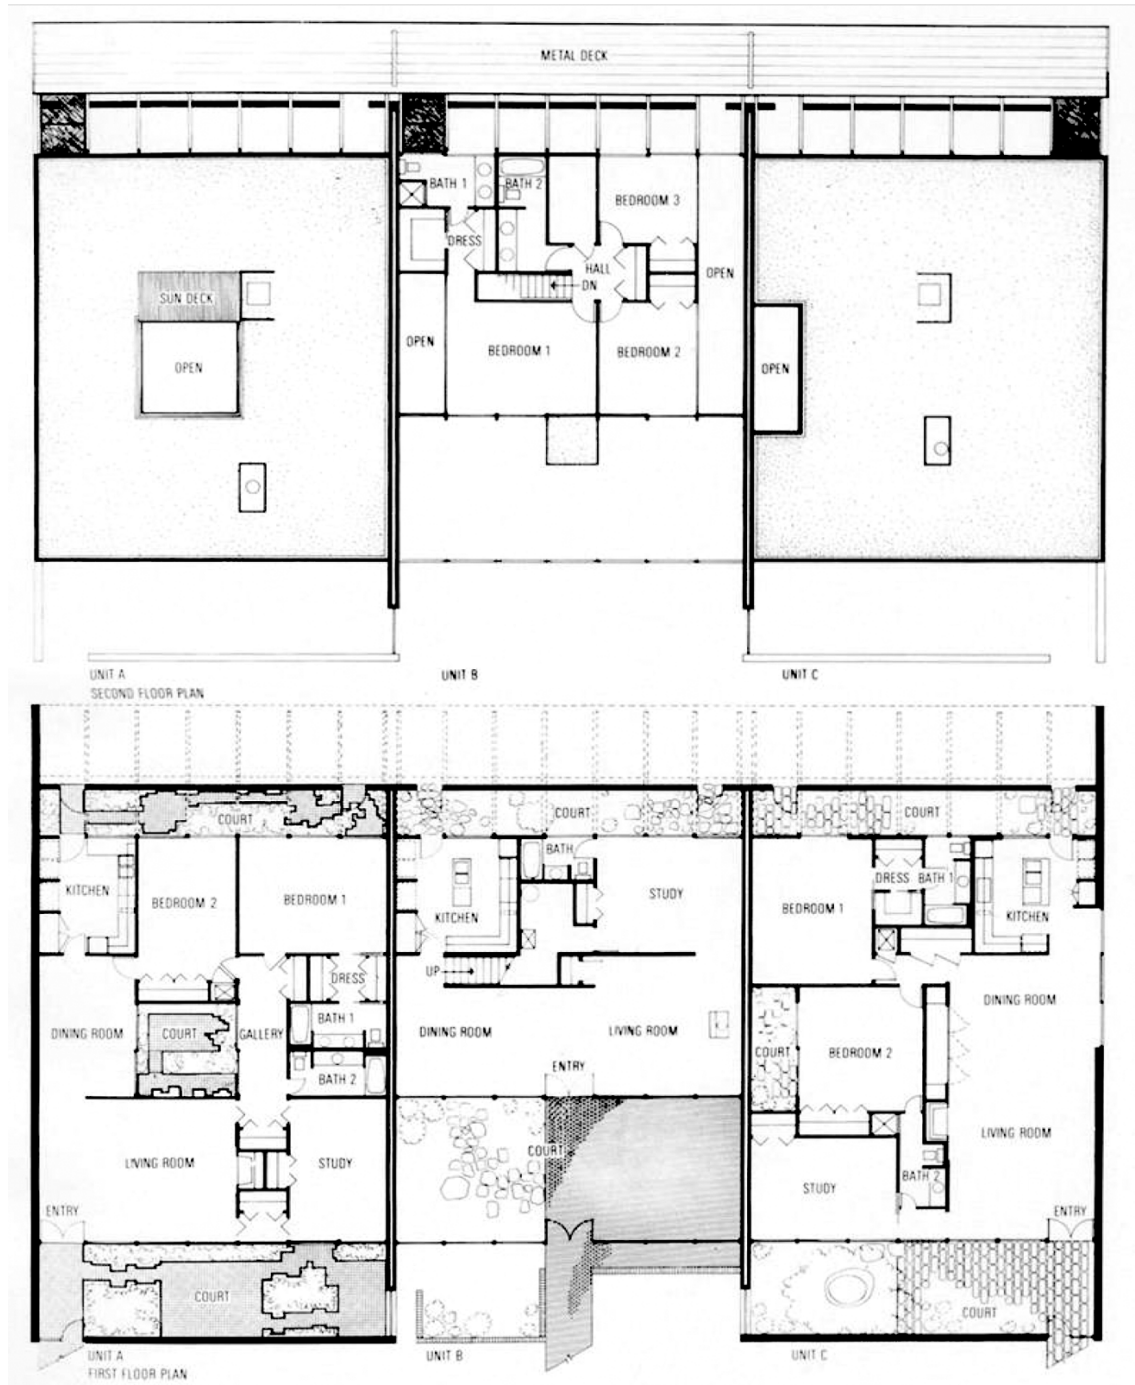 METAL DECK
BATH 1
BATH 2
BEDROOM 3
DRESS
HALL
DN
OPEN
SUN DECK
OPEN
OPEN
BEDROOM 1
BEDROOM 2
OPEN
UNIT A
SECOND FLOOR PLAN
UNIT B
UNIT C
COURT
COURT
COURT
KITCHEN
BEDROOM 2
BEDROOM 1
BATH
KITCHEN
STUDY
BEDROOM 1
DRESS
BATH 1
KITCHEN
DRESS
UP
DINING ROOM
COURT
GALLERY
BATH 1
DINING ROOM
LIVING ROOM
DINING ROOM
COURT
BEDROOM 2
BATH 2
ENTRY
LIVING ROOM
STUDY
COURT
LIVING ROOM
STUDY
BATH 2
ENTRY
ENTRY
COURT
COURT
UNIT A
FIRST FLOOR PLAN
UNIT B
UNIT C